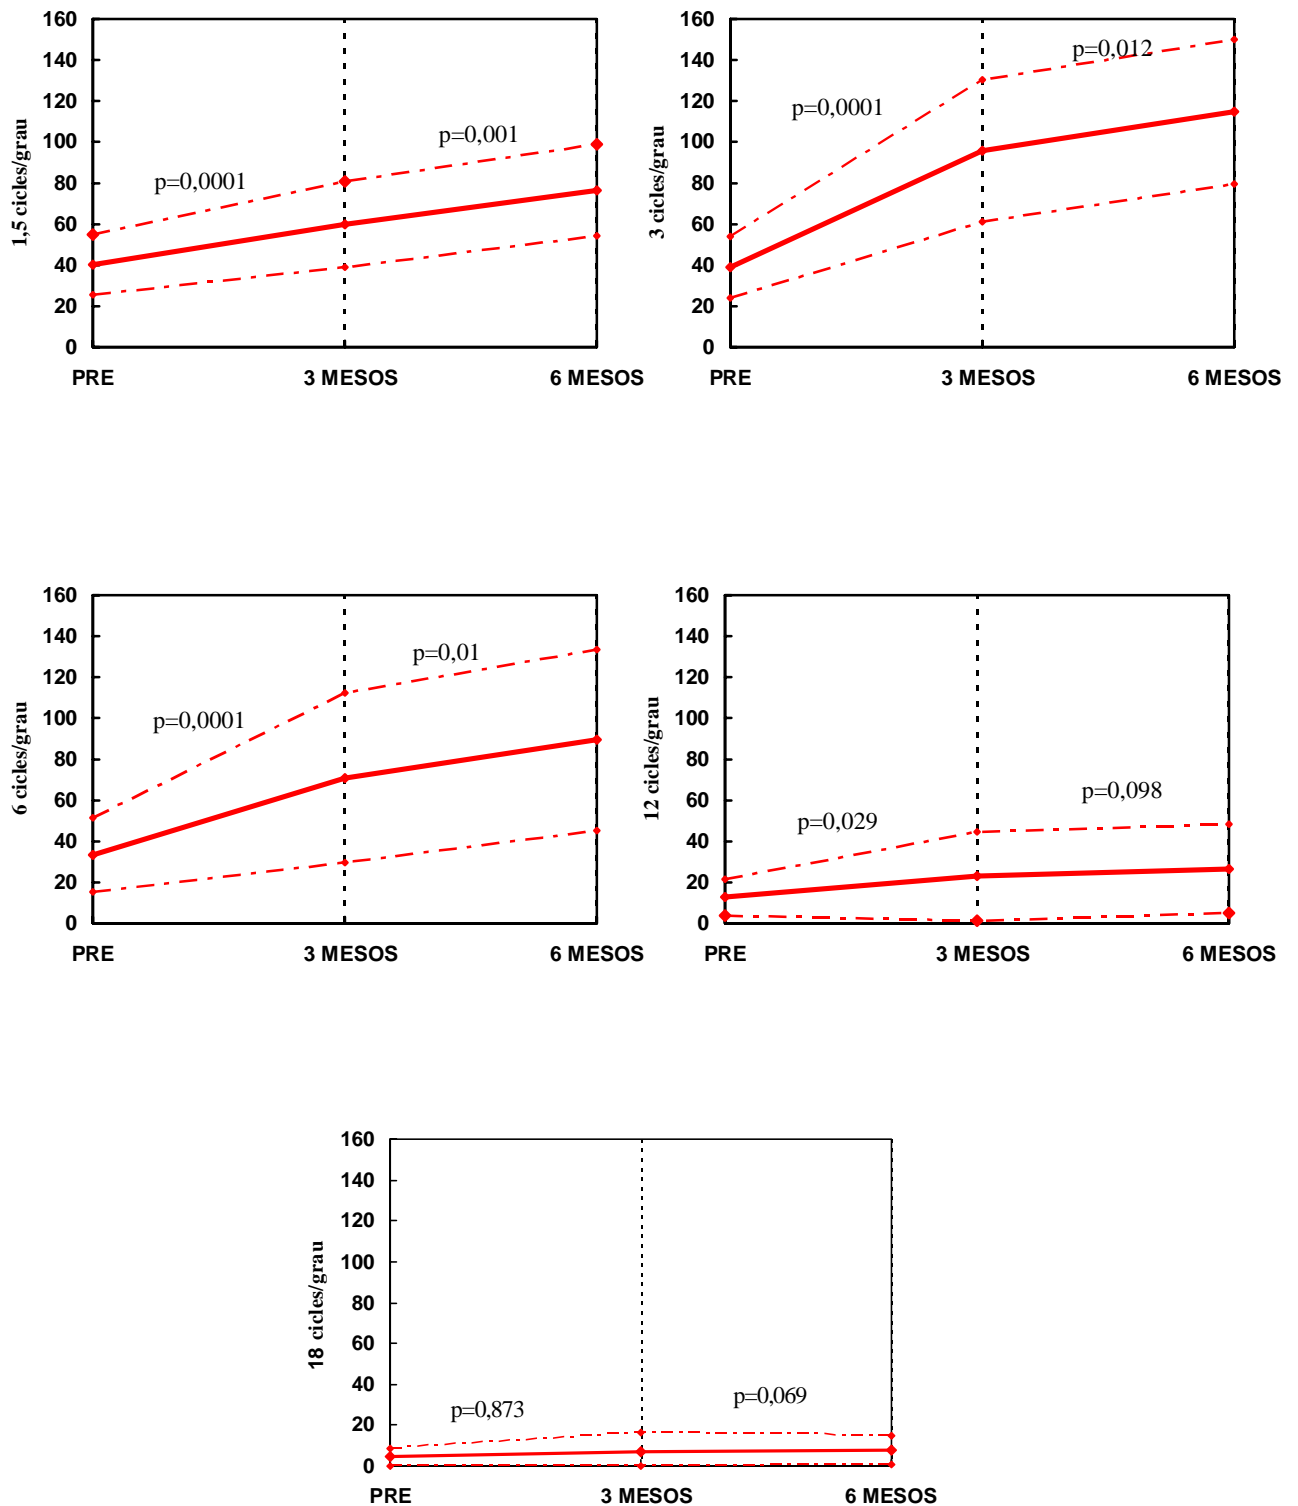 160
140
120
100
80
60
40
20
0
1,5 cicles/grau
p=0,0001
p=0,001
PRE
3 MESOS
6 MESOS
160
140
120
100
80
60
40
20
0
3 cicles/grau
p=0,0001
p=0,012
PRE
3 MESOS
6 MESOS
160
140
120
100
80
60
40
20
0
6 cicles/grau
p=0,0001
p=0,01
PRE
3 MESOS
6 MESOS
160
140
120
100
80
60
40
20
0
12 cicles/grau
p=0,029
p=0,098
PRE
3 MESOS
6 MESOS
160
140
120
100
80
60
40
20
0
18 cicles/grau
p=0,873
p=0,069
PRE
3 MESOS
6 MESOS